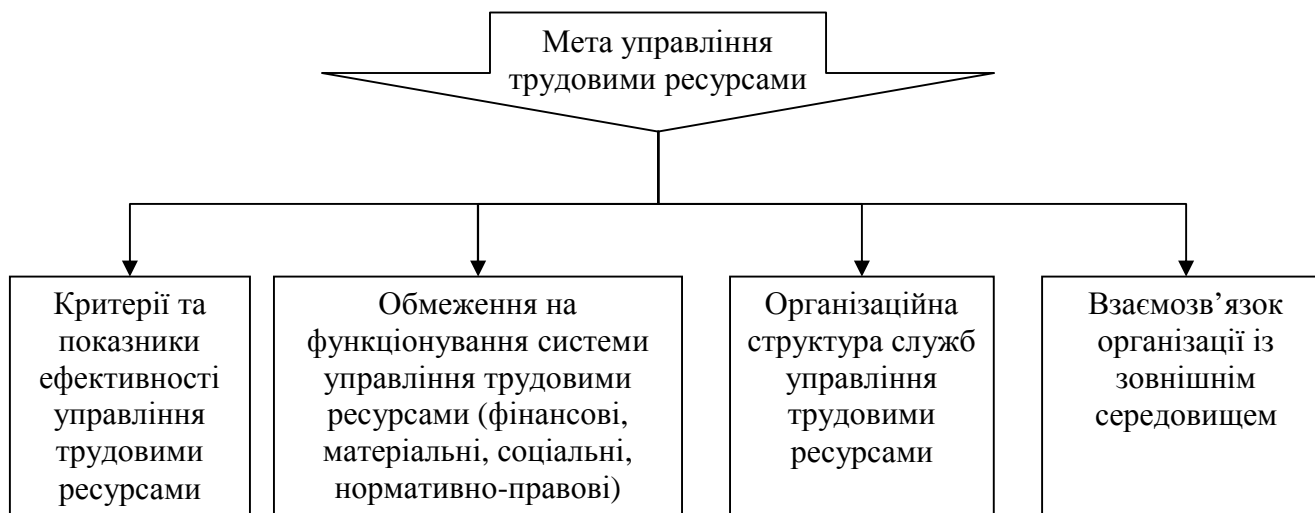 Мета управління
трудовими ресурсами
Критерії та
показники
ефективності
управління
трудовими
ресурсами
Обмеження на
функціонування системи
управління трудовими
ресурсами (фінансові,
матеріальні, соціальні,
нормативно-правові)
Організаційна
структура служб
управління
трудовими
ресурсами
Взаємозв’язок
організації із
зовнішнім
середовищем